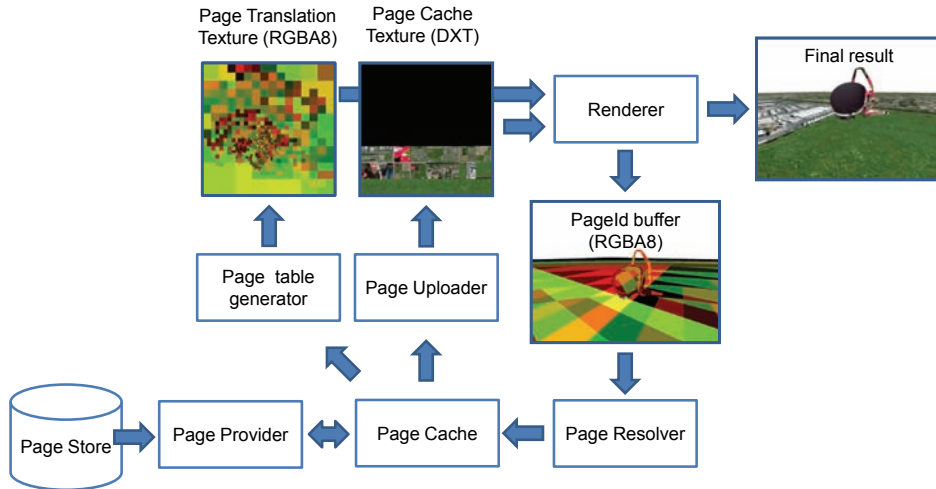 Page Translation
Texture (RGBA8)
Page Cache
Texture (DXT)
Renderer
Final result
PageId buffer
(RGBA8)
Page table
generator
Page Uploader
Page Store
Page Provider
Page Cache
Page Resolver